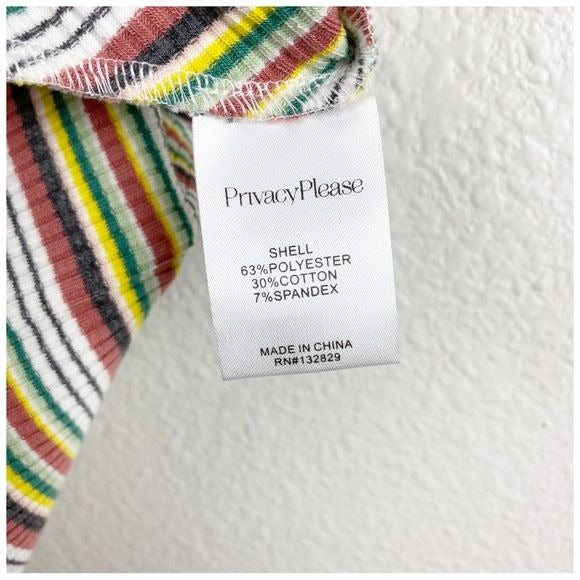 PrivacyPlease
SHELL
63%POLYESTER
30%COTTON
7%SPANDEX
MADE IN CHINA
RN#132829